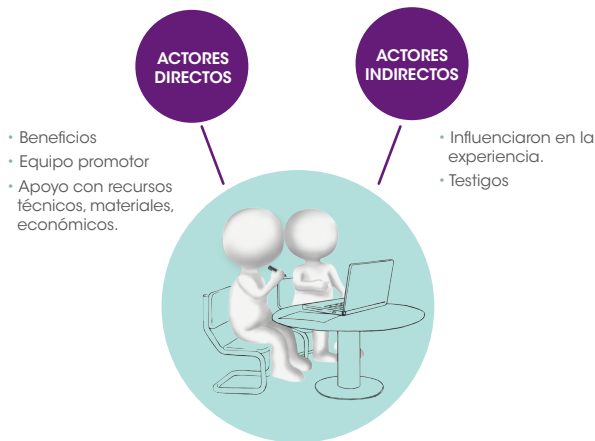 ACTORES
DIRECTOS
ACTORES
INDIRECTOS
• Beneficios
• Equipo promotor
• Apoyo con recursos
técnicos, materiales,
económicos.
• Influenciaron en la
experiencia.
• Testigos